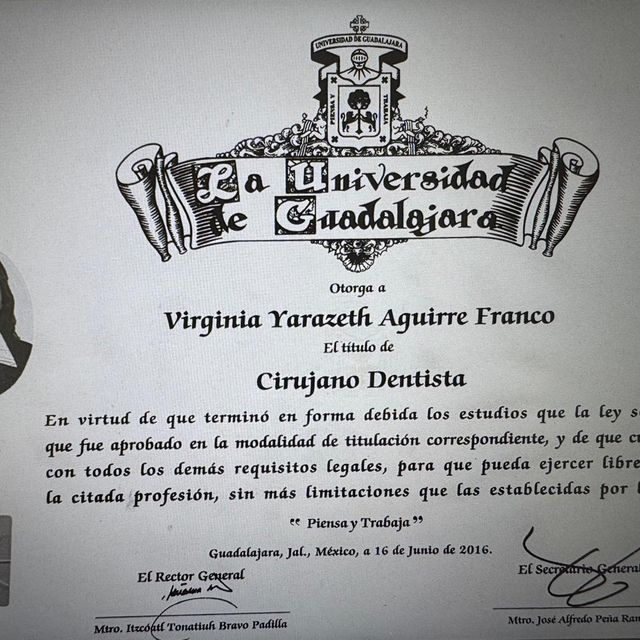 UNIVERSIDAD DE GUADALAJARA
PIENSA Y TRABAJA
La Universidad
de Guadalajara
Otorga a
Virginia Yarazeth Aguirre Franco
El título de
Cirujano Dentista
En virtud de que terminó en forma debida los estudios que la ley s
que fue aprobado en la modalidad de titulación correspondiente, y de que c
con todos los demás requisitos legales, para que pueda ejercer libre
la citada profesión, sin más limitaciones que las establecidas por l
“ Piensa y Trabaja ”
Guadalajara, Jal., México, a 16 de Junio de 2016.
El Rector General
El Secretario General
Mtro. Itzcóatl Tonatiuh Bravo Padilla
Mtro. José Alfredo Peña Ram